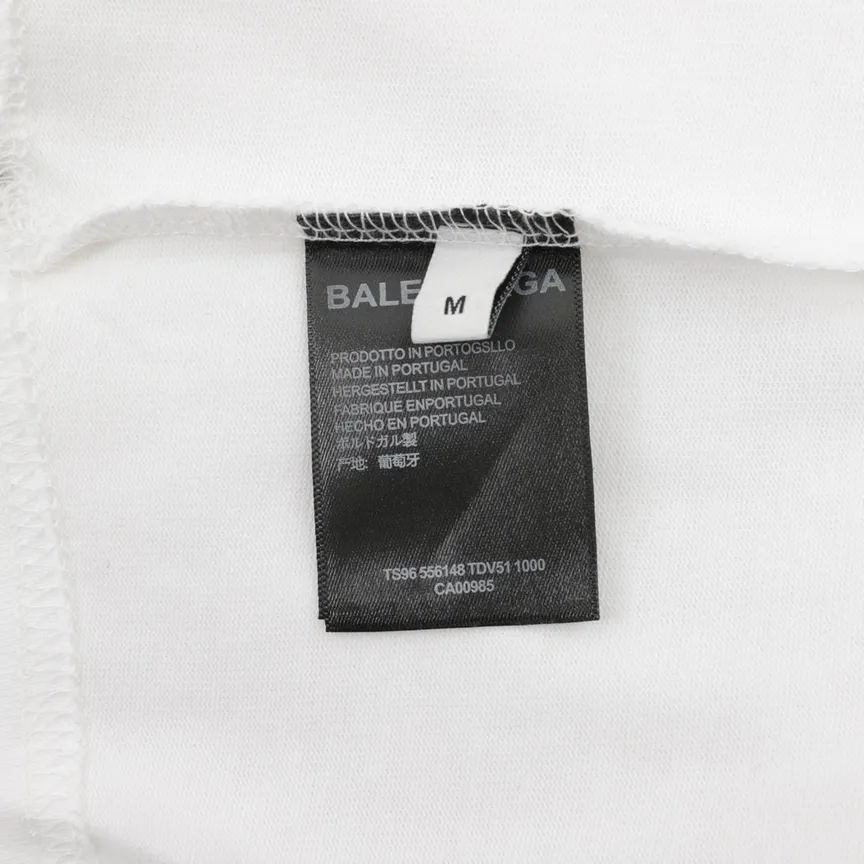 BALE GA
M
PRODOTTO IN PORTOGSLLO
MADE IN PORTUGAL
HERGESTELLT IN PORTUGAL
FABRIQUE ENPORTUGAL
HECHO EN PORTUGAL
ポルドガル製
产地: 葡萄牙
TS96 556148 TDV51 1000
CA00985